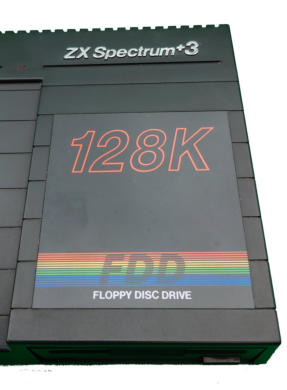 ZX Spectrum+3
128K
FDD
FLOPPY DISC DRIVE